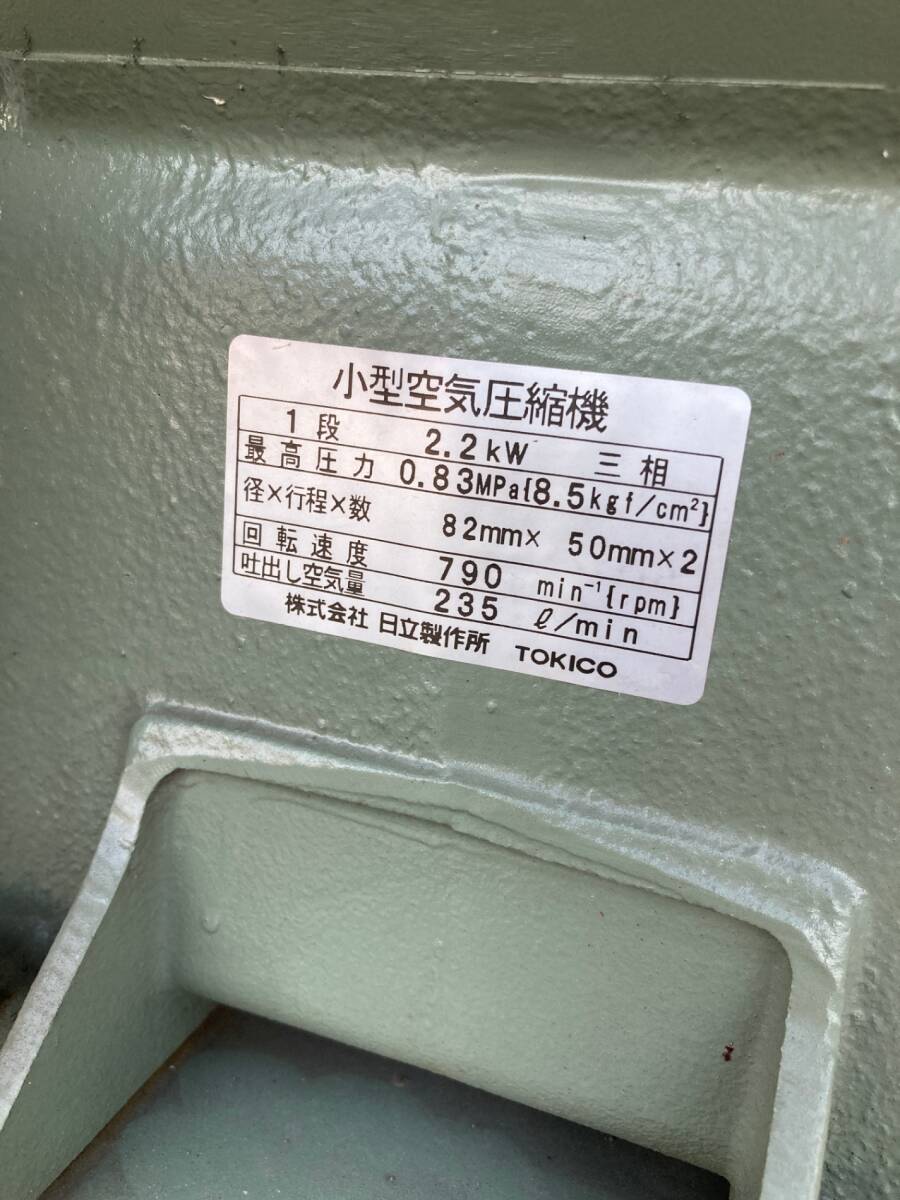 小型空気圧縮機
1段 2.2kW 三相
最高圧力 0.83MPa{8.5kgf/cm²}
径×行程×数 82mm× 50mm×2
回転速度 790 min⁻¹{rpm}
吐出し空気量 235 ℓ/min
株式会社 日立製作所 TOKICO